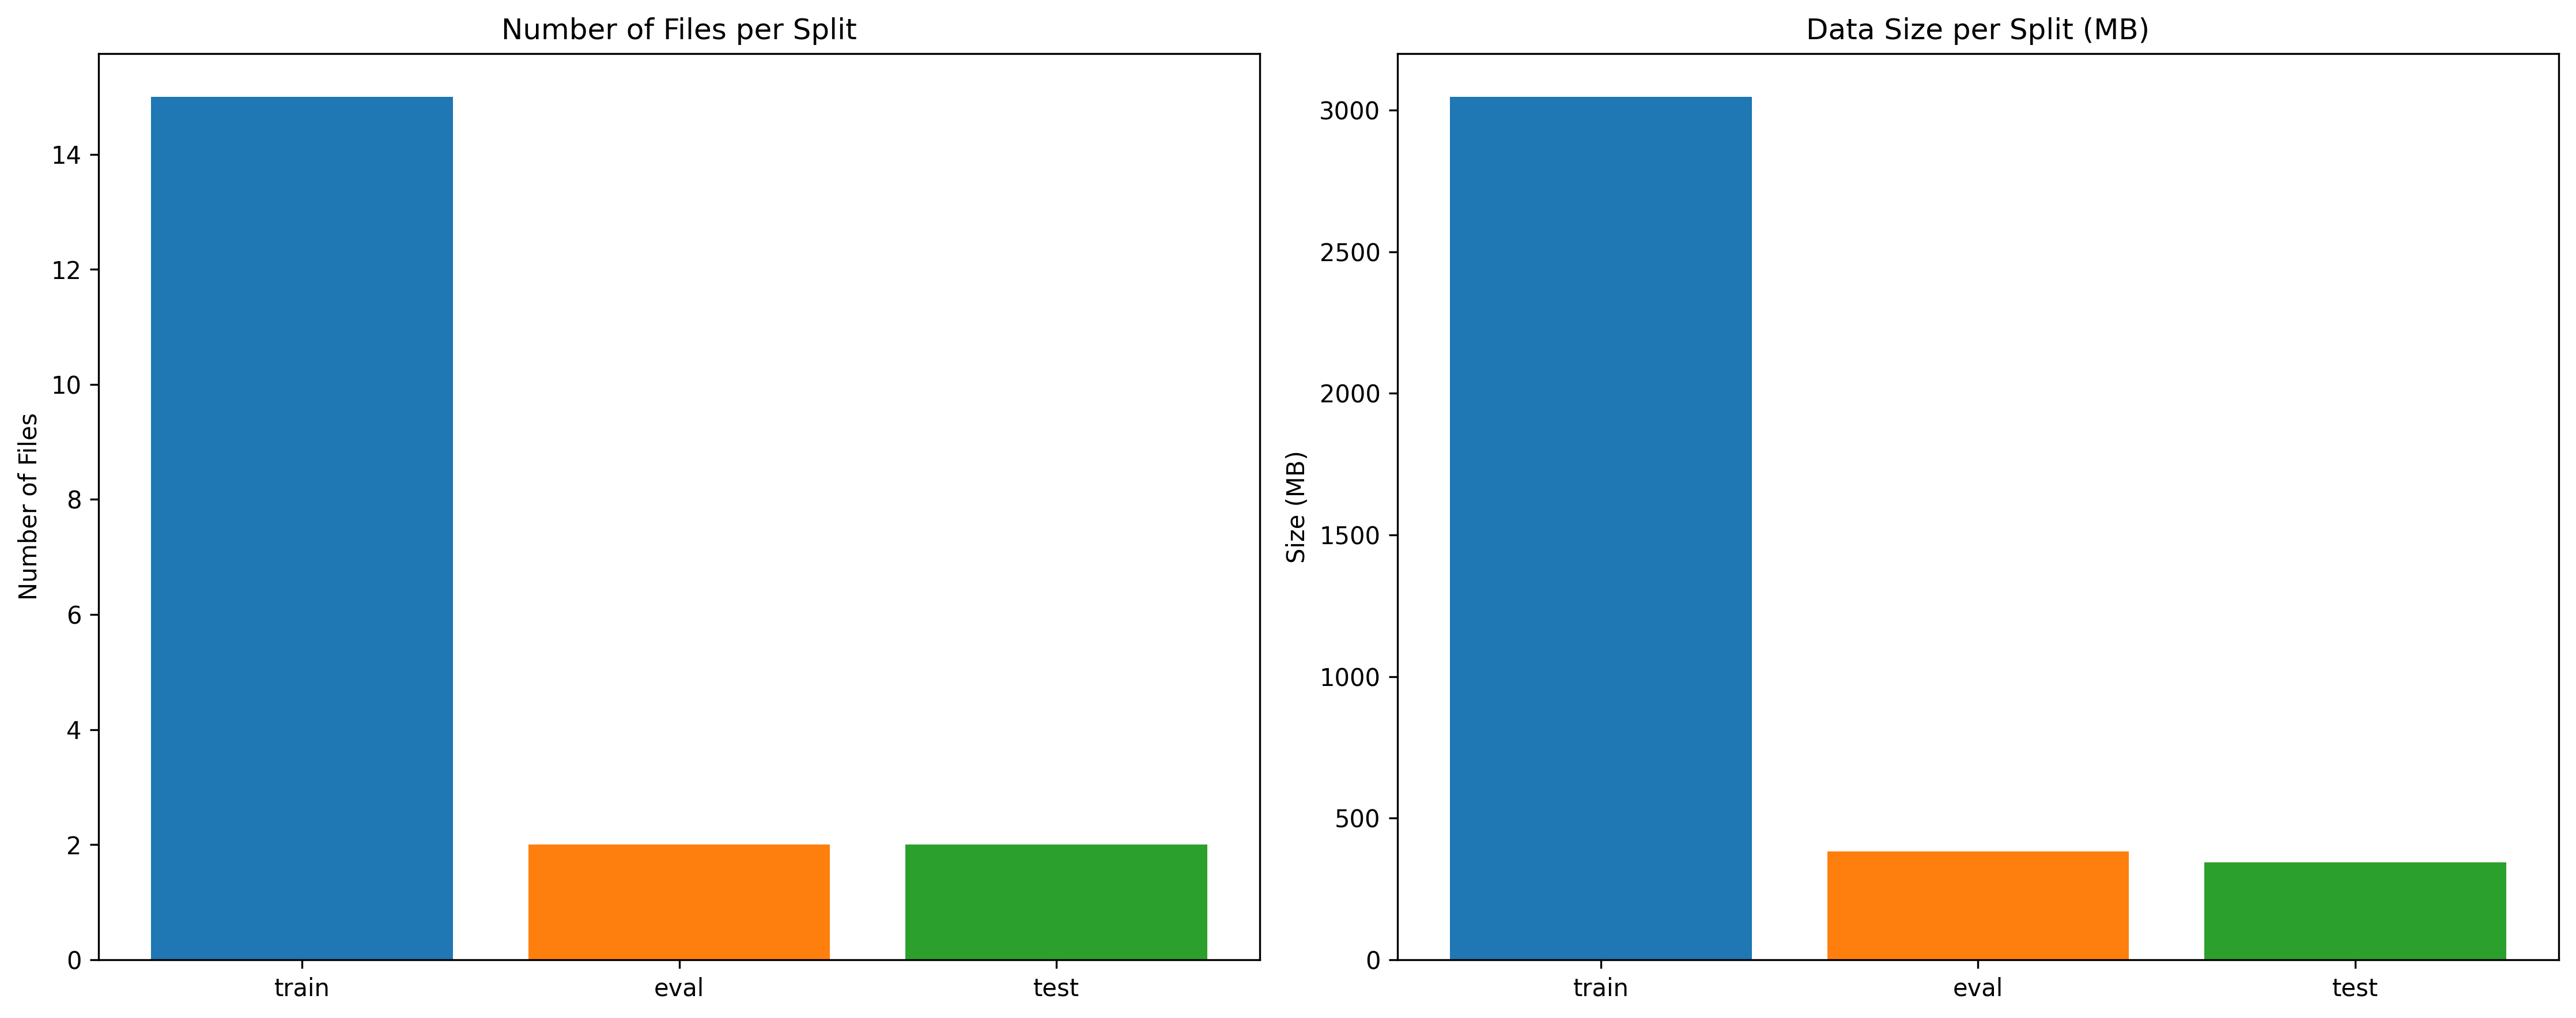 Number of Files per Split
Number of Files
14
12
10
8
6
4
2
0
train
eval
test
Data Size per Split (MB)
Size (MB)
3000
2500
2000
1500
1000
500
0
train
eval
test